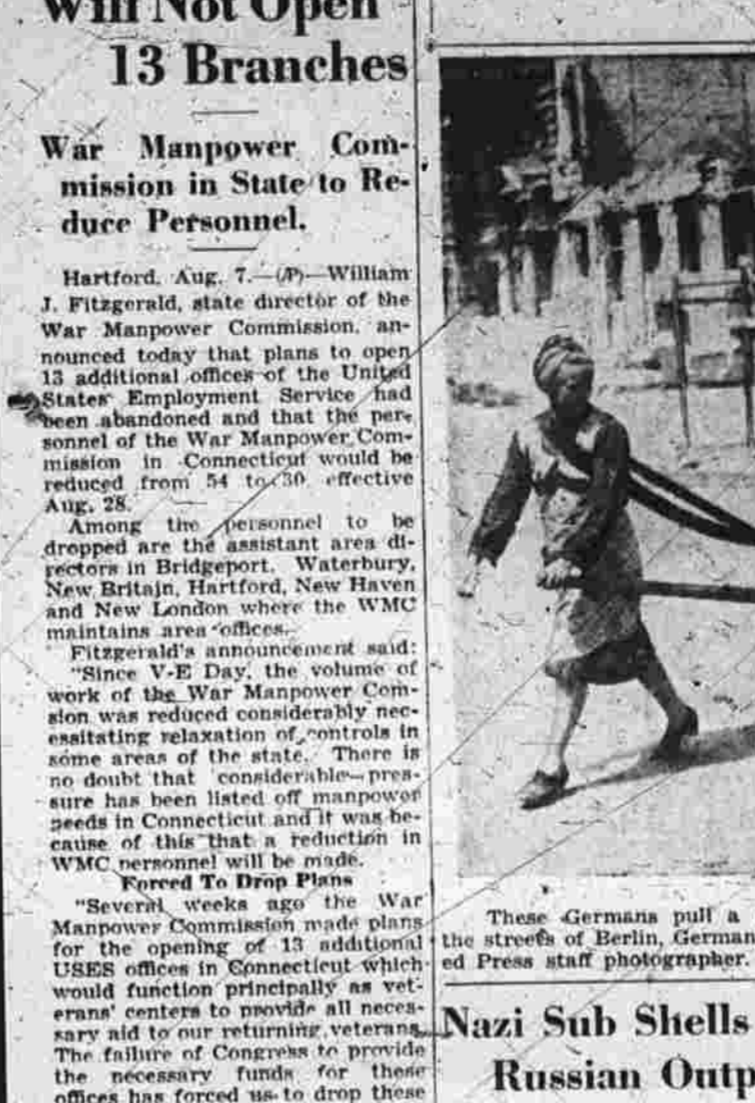 Will Not Open
13 Branches
War Manpower Com-
mission in State to Re-
duce Personnel.
Hartford, Aug. 7.—(AP)—William
J. Fitzgerald, state director of the
War Manpower Commission, an-
nounced today that plans to open
13 additional offices of the United
States Employment Service had
been abandoned and that the per-
sonnel of the War Manpower Com-
mission in Connecticut would be
reduced from 54 to 30 effective
Aug. 28.
Among the personnel to be
dropped are the assistant area di-
rectors in Bridgeport, Waterbury,
New Britain, Hartford, New Haven
and New London where the WMC
maintains area offices.
Fitzgerald's announcement said:
"Since V-E Day, the volume of
work of the War Manpower Com-
sion was reduced considerably nec-
essitating relaxation of controls in
some areas of the state. There is
no doubt that considerable pres-
sure has been listed off manpower
needs in Connecticut and it was be-
cause of this that a reduction in
WMC personnel will be made.
Forced To Drop Plans
"Several weeks ago the War
Manpower Commission made plans
for the opening of 13 additional
USES offices in Connecticut which
would function principally as vet-
erans' centers to provide all neces-
sary aid to our returning veterans.
The failure of Congress to provide
the necessary funds for these
offices has forced us to drop these
These Germans pull a
the streets of Berlin, German
ed Press staff photographer.
Nazi Sub Shells
Russian Outp